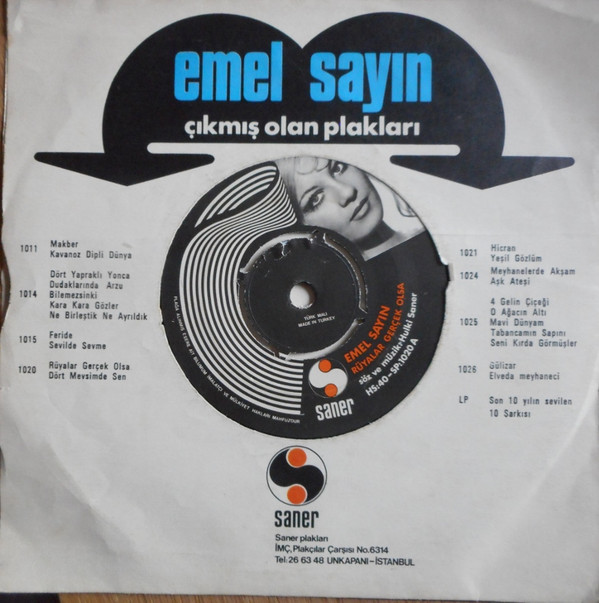 emel sayın
çıkmış olan plakları
1011 Makber
Kavanoz Dipli Dünya
1014 Dört Yapraklı Yonca
Dudaklarında Arzu
Bilemezsinki
Kara Kara Gözler
Ne Birleştik Ne Ayrıldık
1015 Feride
Sevilde Sevme
1020 Rüyalar Gerçek Olsa
Dört Mevsimde Sen
1021 Hicran
Yeşil Gözlüm
1024 Meyhanelerde Akşam
Aşk Ateşi
1025 4 Gelin Çiçeği
O Ağacın Altı
Mavi Dünyam
Tabancamın Sapını
Seni Kırda Görmüşler
1026 Gülizar
Elveda meyhaneci
LP Son 10 yılın sevilen
10 Şarkısı
TÜRK MALI
MADE IN TURKEY
EMEL SAYIN
RÜYALAR GERÇEK OLSA
söz ve müzik: Hulki Saner
HS:40-SP:1020A
saner
saner
Saner plakları
İMÇ, Plakçılar Çarşısı No.6314
Tel: 26 63 48 UNKAPANI-İSTANBUL